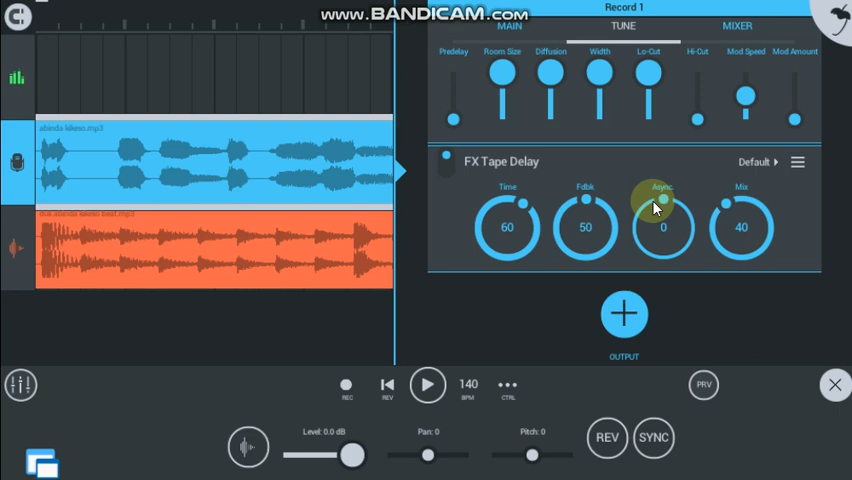 www.BANDICAM.com
Record 1
MAIN TUNE MIXER
Predelay Room Size Diffusion Width Lo-Cut Hi-Cut Mod Speed Mod Amount
abinda kikeso.mp3
FX Tape Delay Default
Time Fdbk Async Mix
60 50 0 40
OUTPUT
140
PRV
REC REV BPM CTRL
Level: 0.0 dB Pan: 0 Pitch: 0
REV SYNC